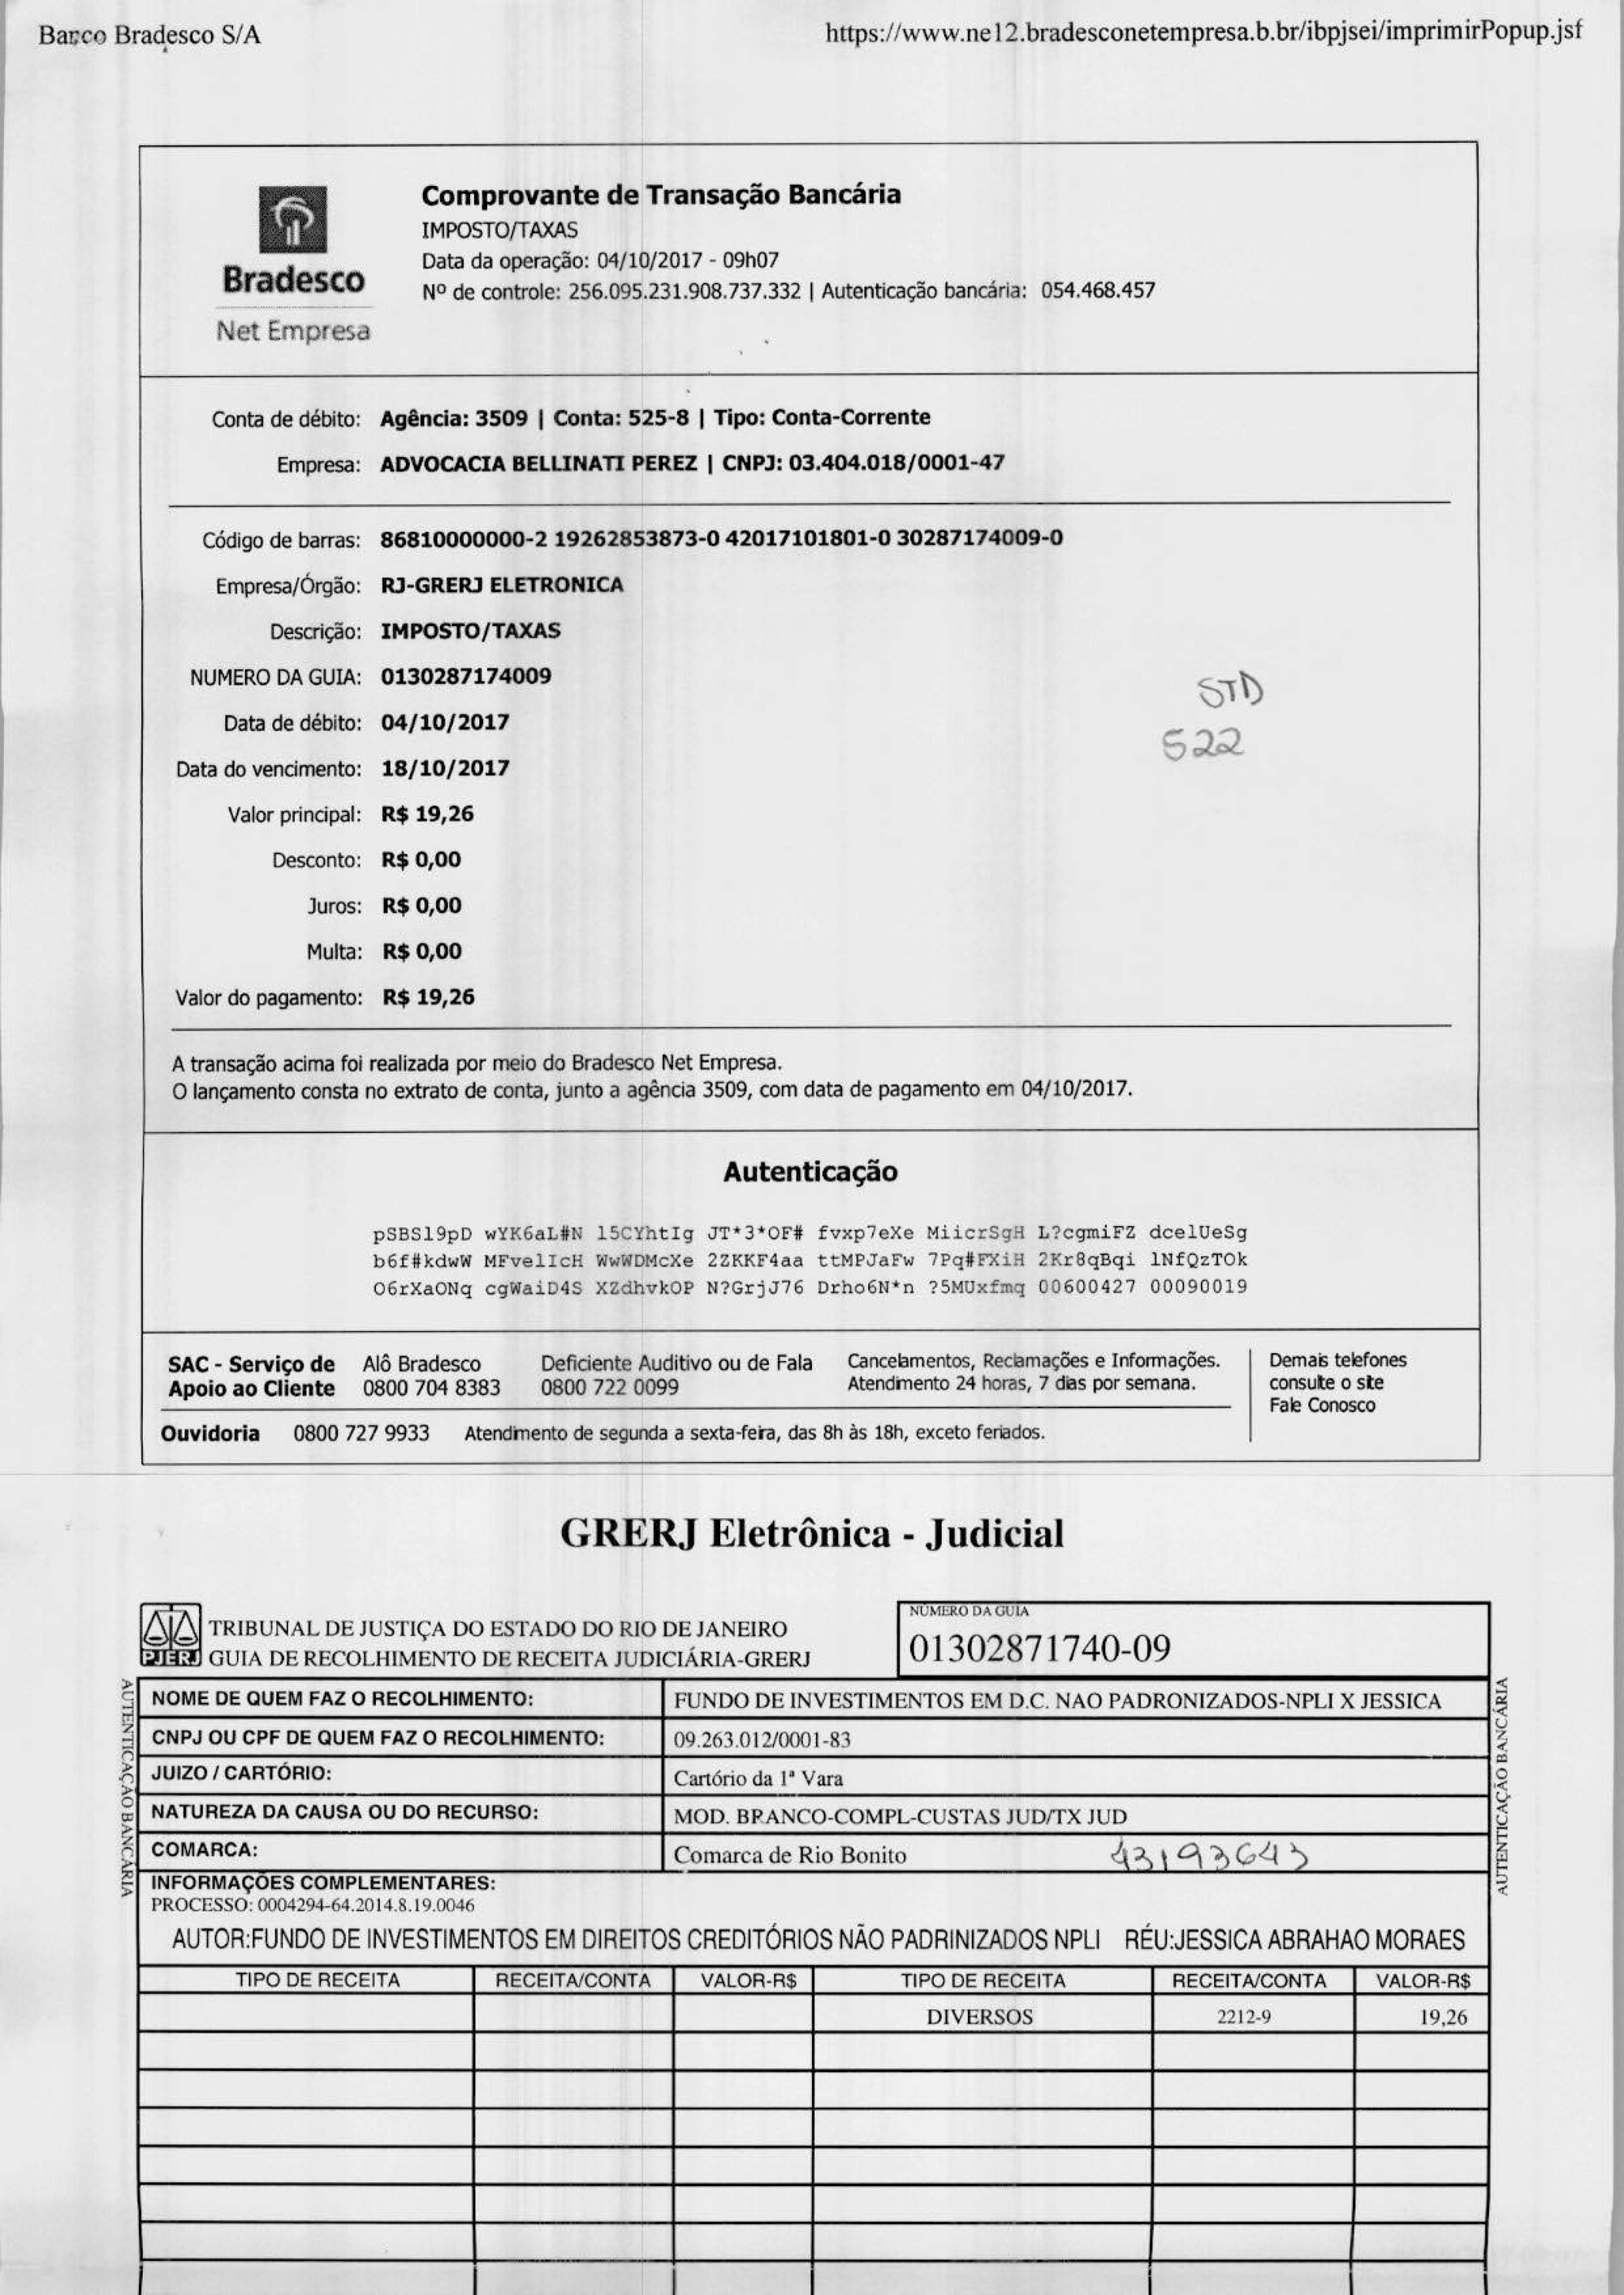 Banco Bradesco S/A
https://www.ne12.bradesconetempresa.b.br/ibpjsei/imprimirPopup.jsf
Bradesco
Net Empresa
Comprovante de Transação Bancária
IMPOSTO/TAXAS
Data da operação: 04/10/2017 - 09h07
Nº de controle: 256.095.231.908.737.332 | Autenticação bancária: 054.468.457
Conta de débito: Agência: 3509 | Conta: 525-8 | Tipo: Conta-Corrente
Empresa: ADVOCACIA BELLINATI PEREZ | CNPJ: 03.404.018/0001-47
Código de barras: 86810000000-2 19262853873-0 42017101801-0 30287174009-0
Empresa/Órgão: RJ-GRERJ ELETRONICA
Descrição: IMPOSTO/TAXAS
NUMERO DA GUIA: 0130287174009
STD
Data de débito: 04/10/2017
522
Data do vencimento: 18/10/2017
Valor principal: R$ 19,26
Desconto: R$ 0,00
Juros: R$ 0,00
Multa: R$ 0,00
Valor do pagamento: R$ 19,26
A transação acima foi realizada por meio do Bradesco Net Empresa.
O lançamento consta no extrato de conta, junto a agência 3509, com data de pagamento em 04/10/2017.
Autenticação
pSBSl9pD wYK6aL#N l5CYhtIg JT*3*OF# fvxp7eXe MiicrSgH L?cgmiFZ dcelUeSg
b6f#kdwW MFvelIcH WwWDMcXe 2ZKKF4aa ttMPJaFw 7Pq#FXiH 2Kr8qBqi lNfQzTOk
O6rXaONq cgWaiD4S XZdhvkOP N?GrjJ76 Drho6N*n ?5MUxfmq 00600427 00090019
SAC - Serviço de Apoio ao Cliente
Alô Bradesco 0800 704 8383
Deficiente Auditivo ou de Fala 0800 722 0099
Cancelamentos, Reclamações e Informações.
Atendimento 24 horas, 7 dias por semana.
Demais telefones
consulte o site
Fale Conosco
Ouvidoria 0800 727 9933 Atendimento de segunda a sexta-feira, das 8h às 18h, exceto feriados.
GRERJ Eletrônica - Judicial
PJERJ
TRIBUNAL DE JUSTIÇA DO ESTADO DO RIO DE JANEIRO
GUIA DE RECOLHIMENTO DE RECEITA JUDICIÁRIA-GRERJ
NÚMERO DA GUIA
01302871740-09
AUTENTICAÇÃO BANCÁRIA
NOME DE QUEM FAZ O RECOLHIMENTO: FUNDO DE INVESTIMENTOS EM D.C. NAO PADRONIZADOS-NPLI X JESSICA
CNPJ OU CPF DE QUEM FAZ O RECOLHIMENTO: 09.263.012/0001-83
JUIZO / CARTÓRIO: Cartório da 1ª Vara
NATUREZA DA CAUSA OU DO RECURSO: MOD. BRANCO-COMPL-CUSTAS JUD/TX JUD
COMARCA: Comarca de Rio Bonito 43193643
AUTENTICAÇÃO BANCÁRIA
INFORMAÇÕES COMPLEMENTARES:
PROCESSO: 0004294-64.2014.8.19.0046
AUTOR:FUNDO DE INVESTIMENTOS EM DIREITOS CREDITÓRIOS NÃO PADRINIZADOS NPLI RÉU:JESSICA ABRAHAO MORAES
TIPO DE RECEITA RECEITA/CONTA VALOR-R$ TIPO DE RECEITA RECEITA/CONTA VALOR-R$
DIVERSOS 2212-9 19,26